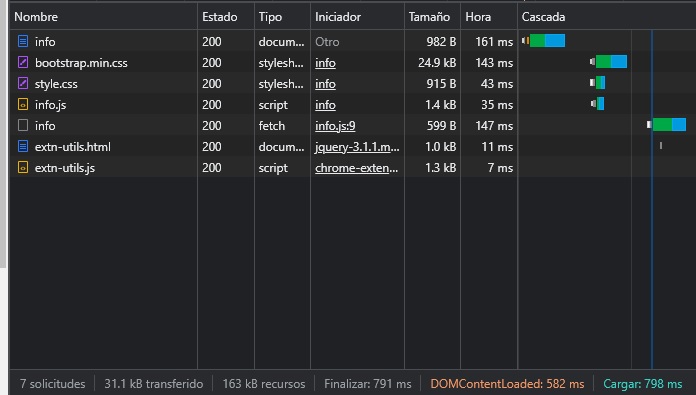 Nombre Estado Tipo Iniciador Tamaño Hora Cascada
info 200 docum... Otro 982 B 161 ms
bootstrap.min.css 200 stylesh... info 24.9 kB 143 ms
style.css 200 stylesh... info 915 B 43 ms
info.js 200 script info 1.4 kB 35 ms
info 200 fetch info.js:9 599 B 147 ms
extn-utils.html 200 docum... jquery-3.1.1.m... 1.0 kB 11 ms
extn-utils.js 200 script chrome-exten... 1.3 kB 7 ms
7 solicitudes 31.1 kB transferido 163 kB recursos Finalizar: 791 ms DOMContentLoaded: 582 ms Cargar: 798 ms